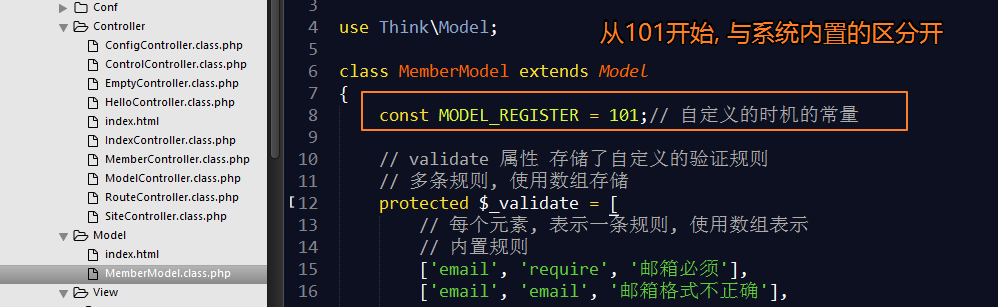 Conf
Controller
ConfigController.class.php
ControlController.class.php
EmptyController.class.php
HelloController.class.php
index.html
IndexController.class.php
MemberController.class.php
ModelController.class.php
RouteController.class.php
SiteController.class.php
Model
index.html
MemberModel.class.php
View
从101开始, 与系统内置的区分开
3
4 use Think\Model;
5
6 class MemberModel extends Model
7 {
8 const MODEL_REGISTER = 101;// 自定义的时机的常量
9
10 // validate 属性 存储了自定义的验证规则
11 // 多条规则, 使用数组存储
12 protected $_validate = [
13 // 每个元素, 表示一条规则, 使用数组表示
14 // 内置规则
15 ['email', 'require', '邮箱必须'],
16 ['email', 'email', '邮箱格式不正确'],